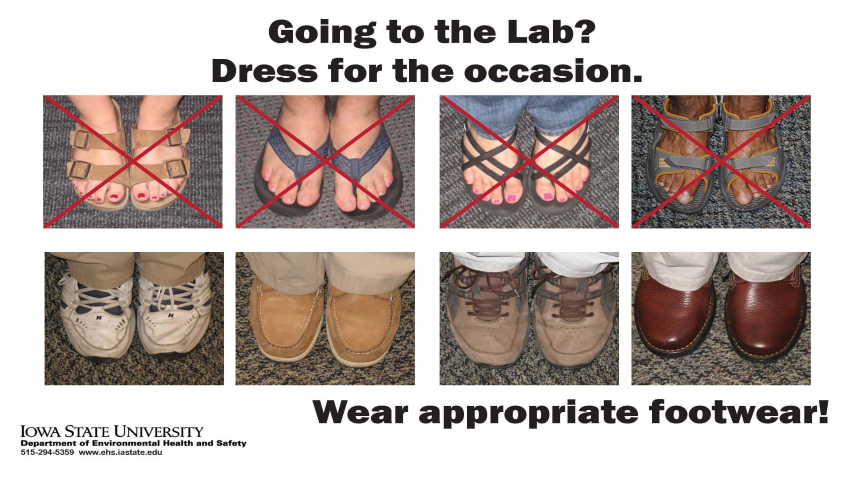 Going to the Lab?
Dress for the occasion.
Wear appropriate footwear!
IOWA STATE UNIVERSITY
Department of Environmental Health and Safety
515-294-5359 www.ehs.iastate.edu